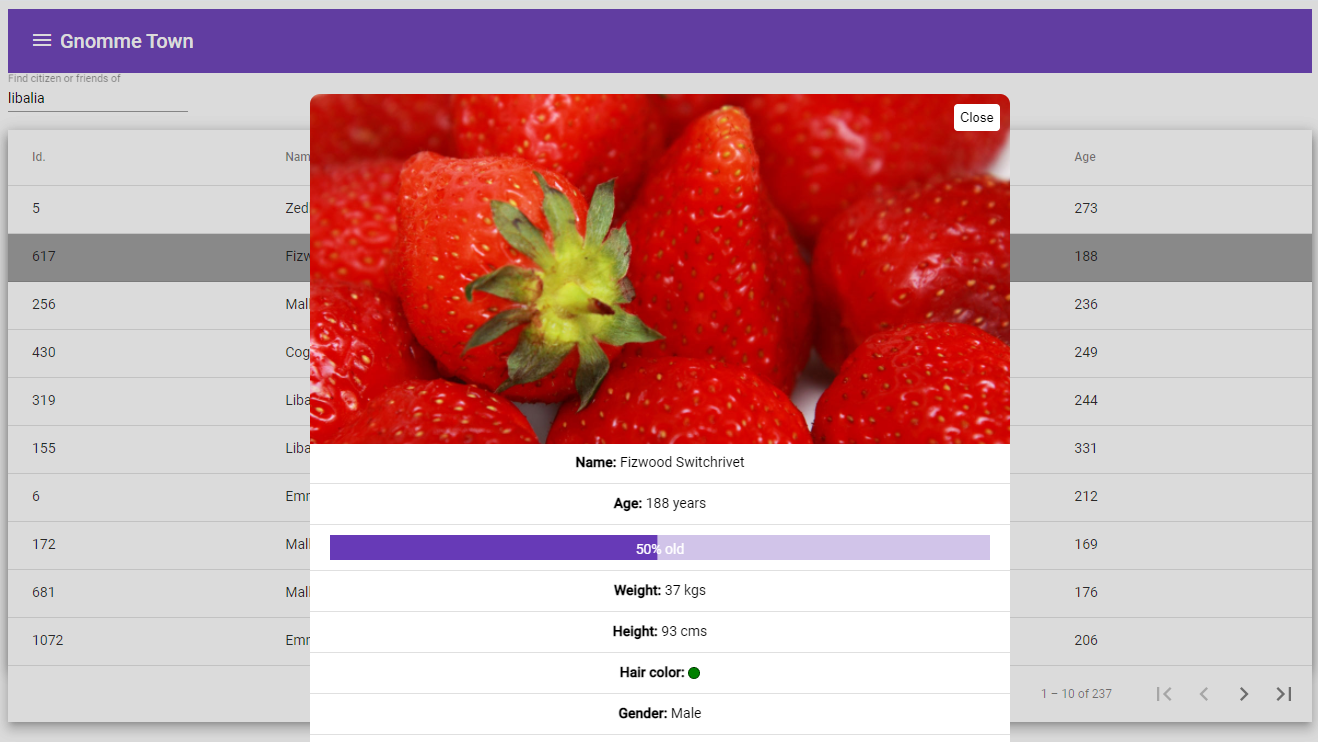 Gnomme Town
Find citizen or friends of
libalia
Close
Id. Nam Age
5 Zed 273
617 Fizw 188
256 Mal 236
430 Cog 249
319 Liba 244
155 Liba 331
6 Emr 212
172 Mal 169
681 Mal 176
1072 Emr 206
Name: Fizwood Switchrivet
Age: 188 years
50% old
Weight: 37 kgs
Height: 93 cms
Hair color:
Gender: Male
1 – 10 of 237